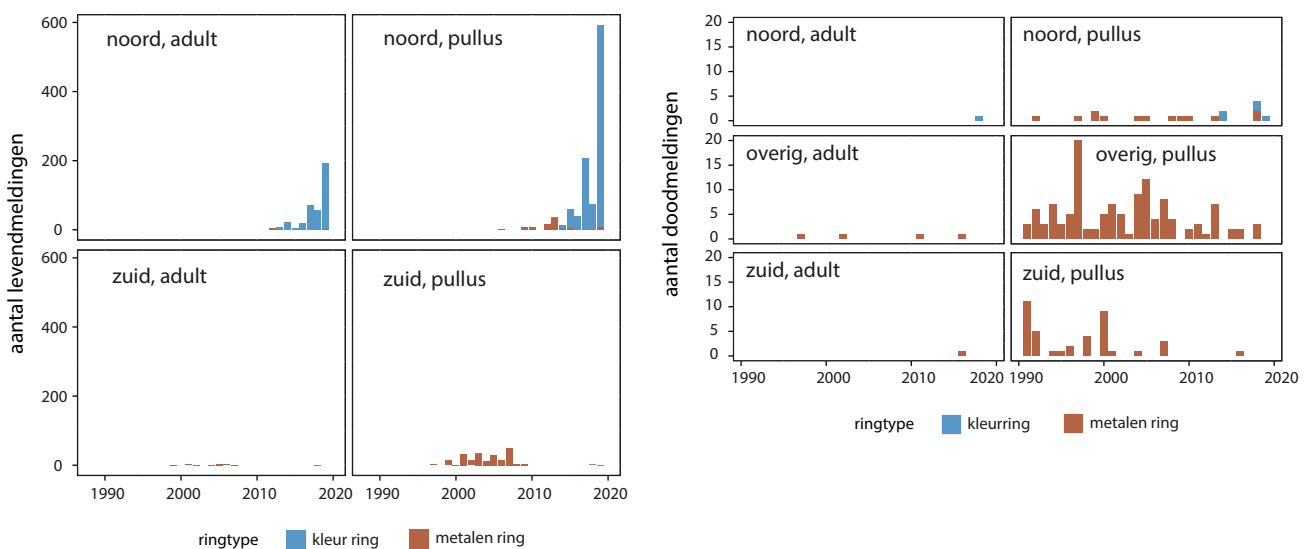 aantal levendmeldingen
600
400
200
0
noord, adult
noord, pullus
600
400
200
0
zuid, adult
zuid, pullus
1990 2000 2010 2020
1990 2000 2010 2020
ringtype kleur ring metalen ring
aantal doodmeldingen
20
15
10
5
0
noord, adult
noord, pullus
20
15
10
5
0
overig, adult
overig, pullus
20
15
10
5
0
zuid, adult
zuid, pullus
1990 2000 2010 2020
1990 2000 2010 2020
ringtype kleurring metalen ring